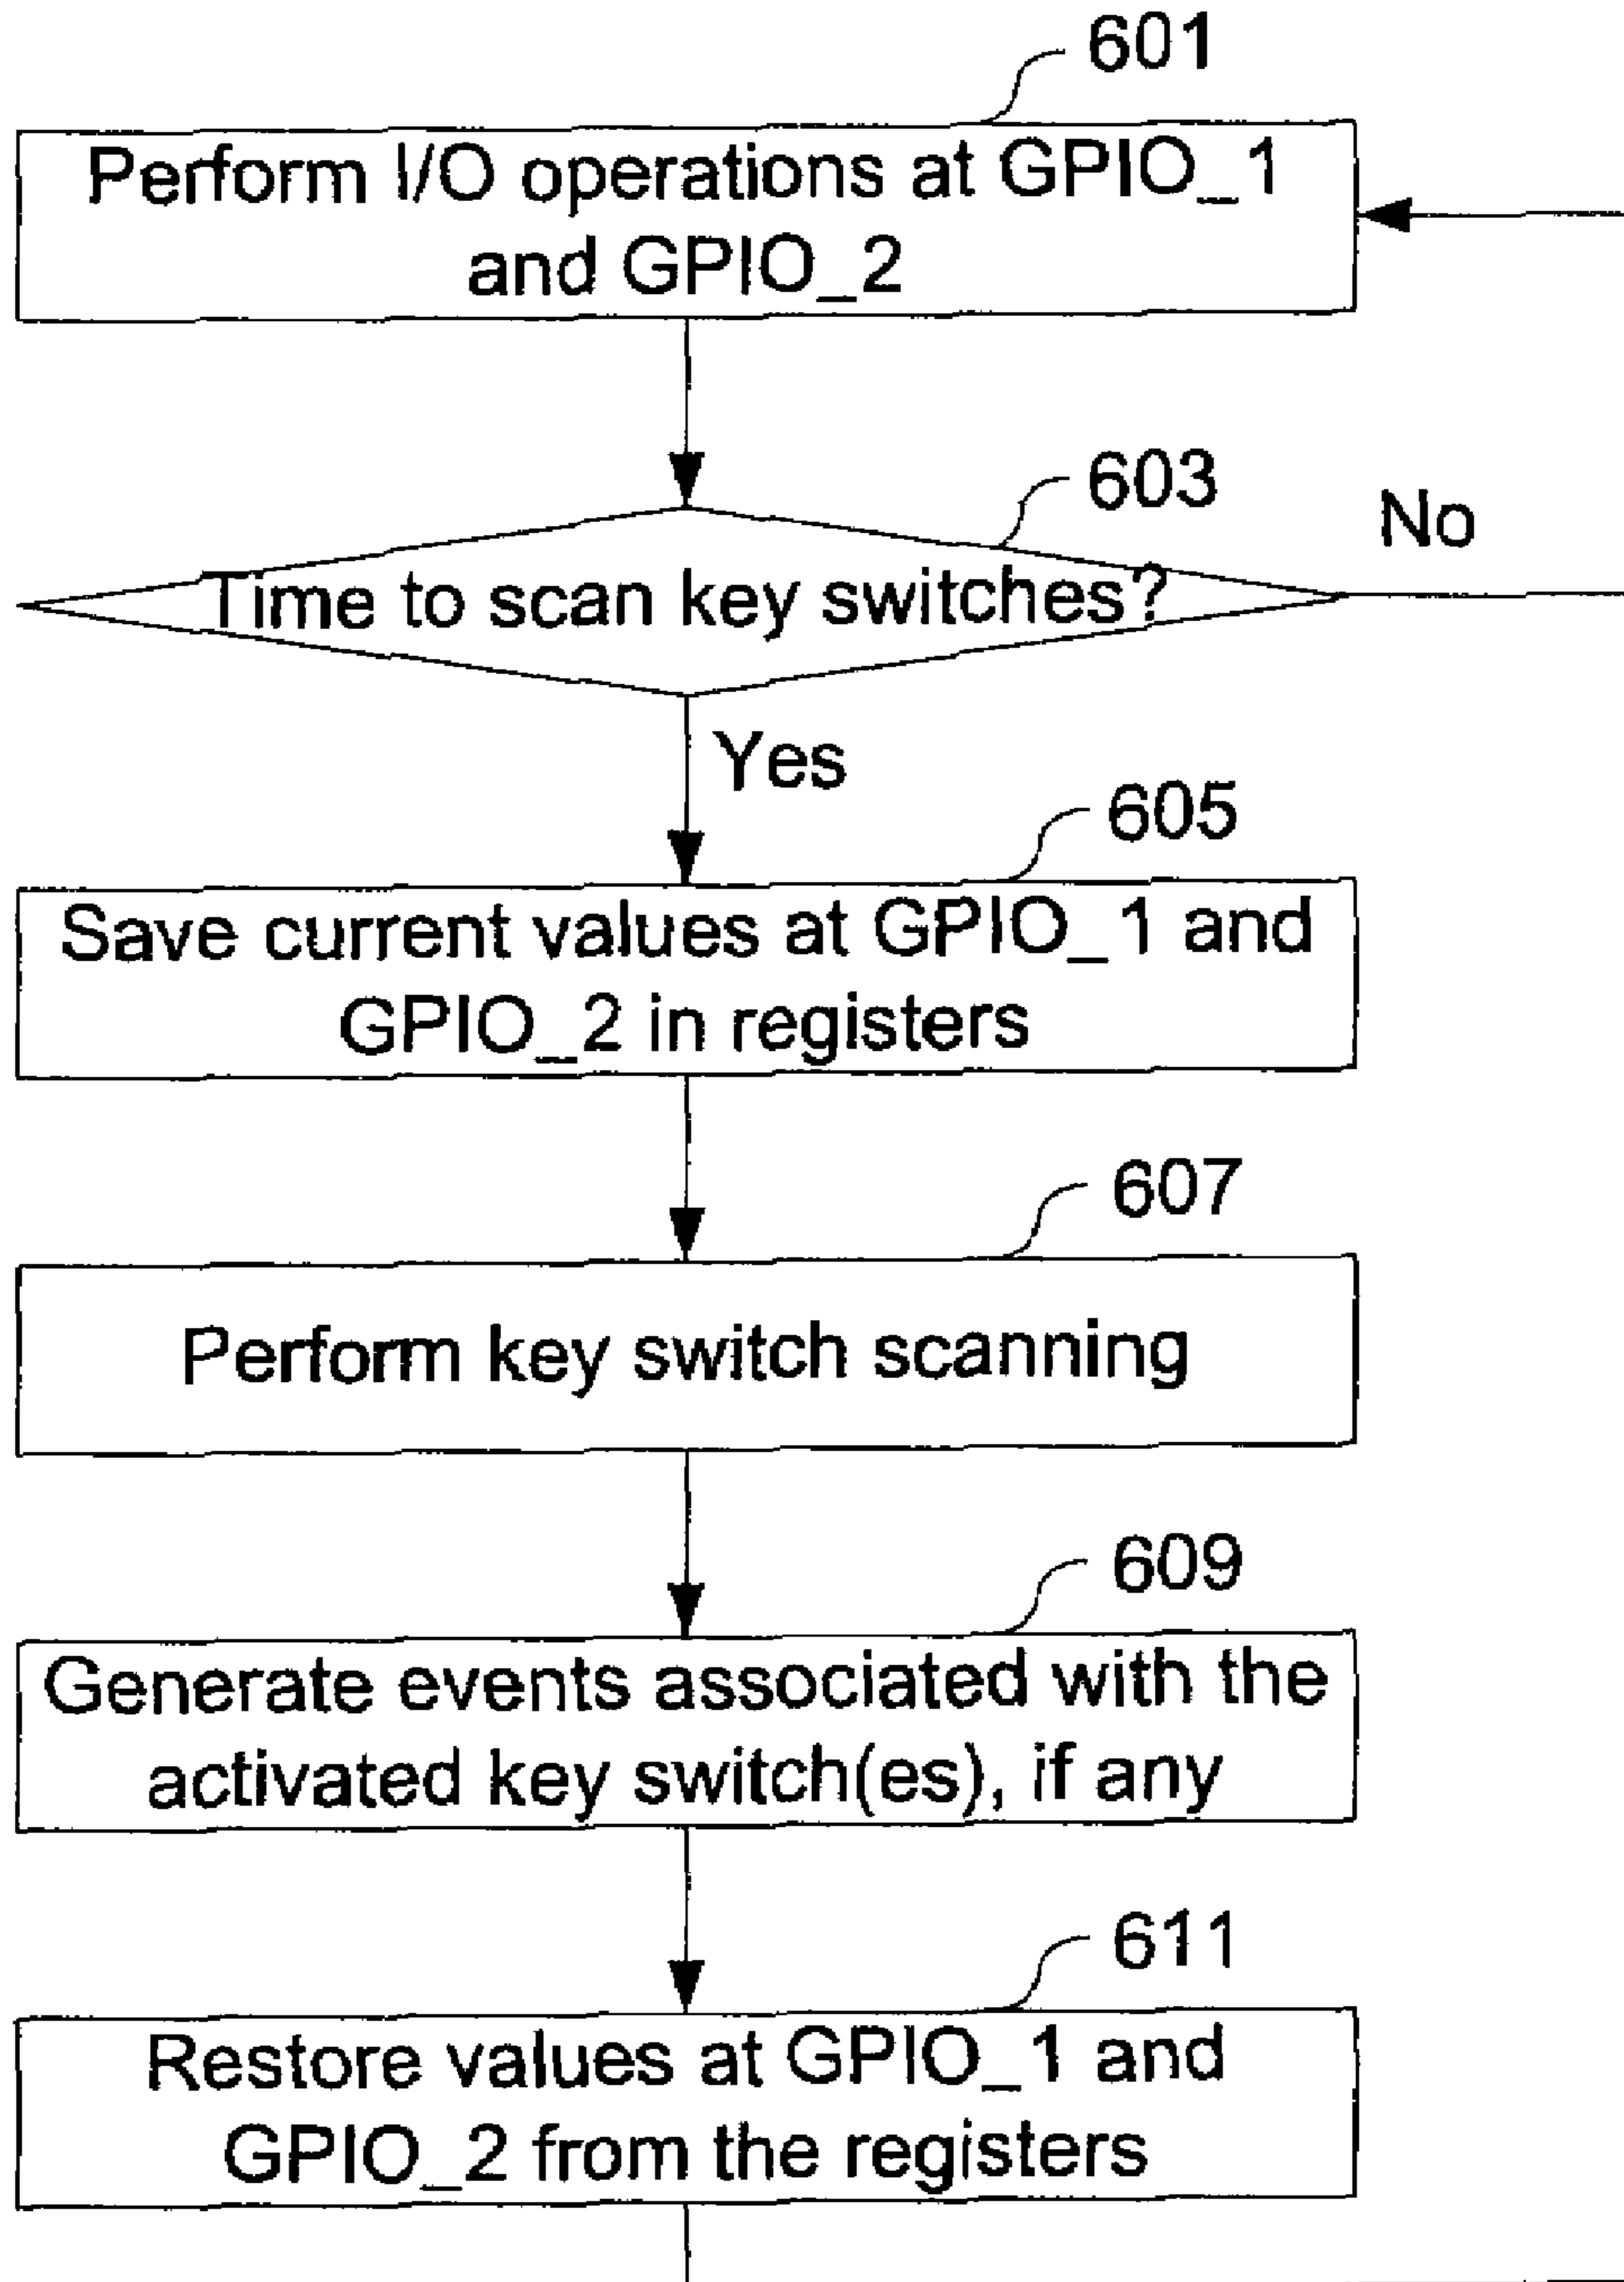 601
Perform I/O operations at GPIO_1
and GPIO_2
603
No
Time to scan key switches?
Yes
605
Save current values at GPIO_1 and
GPIO_2 in registers
607
Perform key switch scanning
609
Generate events associated with the
activated key switch(es), if any
611
Restore values at GPIO_1 and
GPIO_2 from the registers